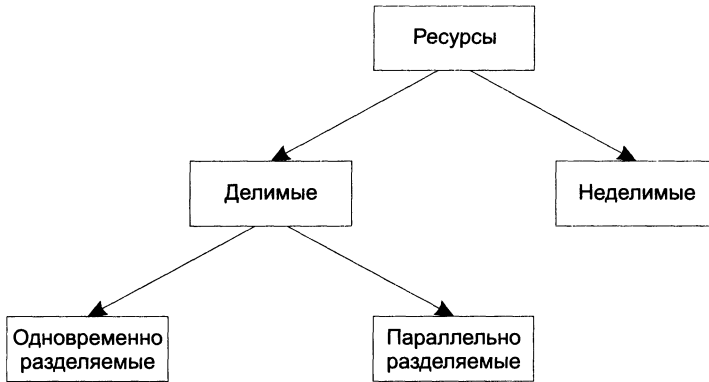 Ресурсы
Делимые
Неделимые
Одновременно
разделяемые
Параллельно
разделяемые